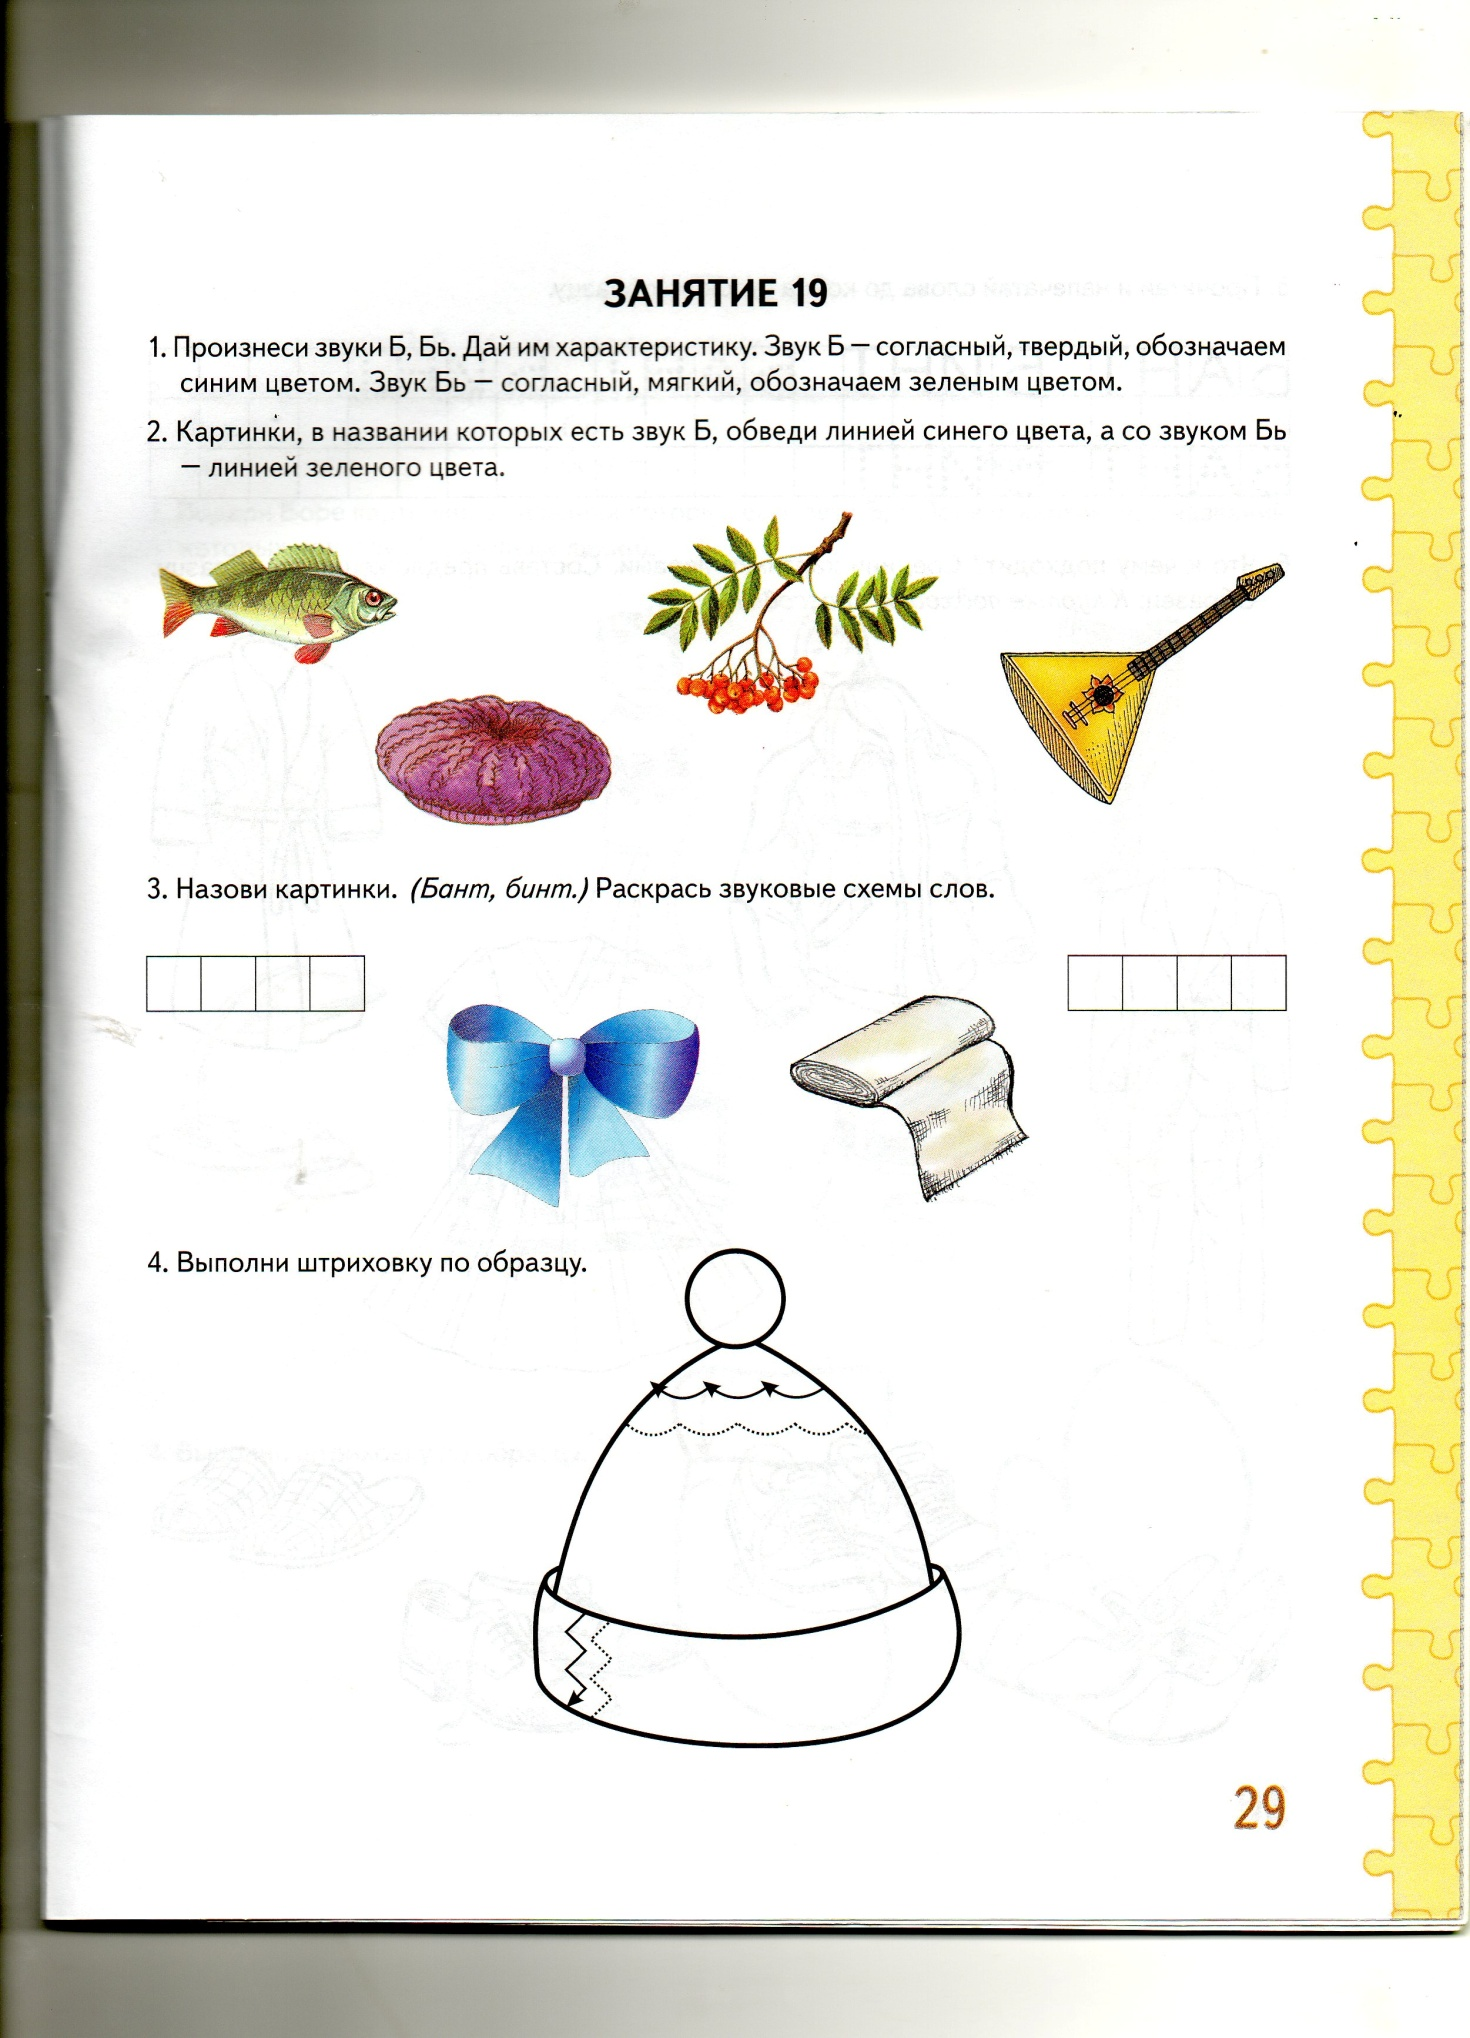 ЗАНЯТИЕ 19
1. Произнеси звуки Б, Бь. Дай им характеристику. Звук Б — согласный, твердый, обозначаем
синим цветом. Звук Бь — согласный, мягкий, обозначаем зеленым цветом.
2. Картинки, в названии которых есть звук Б, обведи линией синего цвета, а со звуком Бь
— линией зеленого цвета.
3. Назови картинки. (Бант, бинт.) Раскрась звуковые схемы слов.
4. Выполни штриховку по образцу.
29